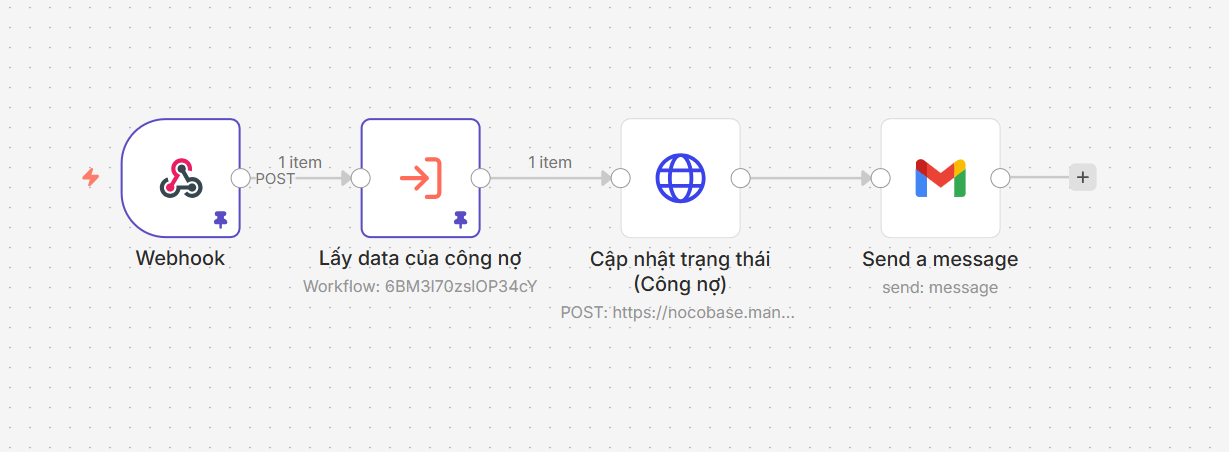 1 item
POST
1 item
Webhook
Lấy data của công nợ
Workflow: 6BM3I70zsIOP34cY
Cập nhật trạng thái
(Công nợ)
POST: https://nocobase.man...
Send a message
send: message
+